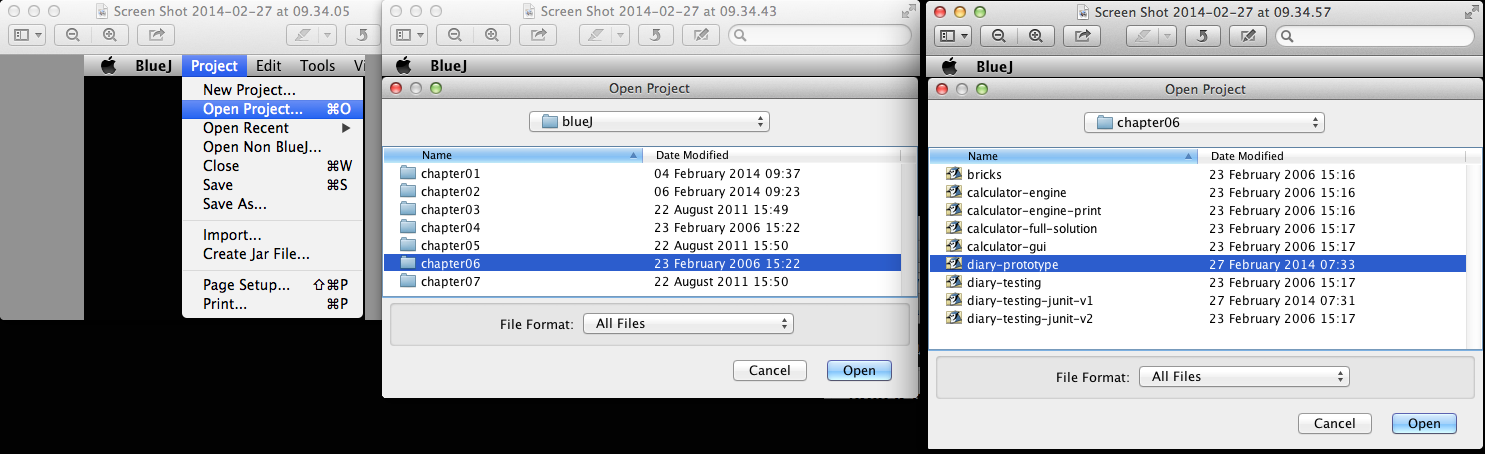 Screen Shot 2014-02-27 at 09.34.05
BlueJ Project Edit Tools Vi
New Project...
Open Project... ⌘O
Open Recent ▶
Open Non BlueJ...
Close ⌘W
Save ⌘S
Save As...
Import...
Create Jar File...
Page Setup... ⇧⌘P
Print... ⌘P
Screen Shot 2014-02-27 at 09.34.43
BlueJ
Open Project
blueJ
Name Date Modified
chapter01 04 February 2014 09:37
chapter02 06 February 2014 09:23
chapter03 22 August 2011 15:49
chapter04 23 February 2006 15:22
chapter05 22 August 2011 15:50
chapter06 23 February 2006 15:22
chapter07 22 August 2011 15:50
File Format: All Files
Cancel Open
Screen Shot 2014-02-27 at 09.34.57
BlueJ
Open Project
chapter06
Name Date Modified
bricks 23 February 2006 15:16
calculator-engine 23 February 2006 15:16
calculator-engine-print 23 February 2006 15:16
calculator-full-solution 23 February 2006 15:17
calculator-gui 23 February 2006 15:17
diary-prototype 27 February 2014 07:33
diary-testing 23 February 2006 15:17
diary-testing-junit-v1 27 February 2014 07:31
diary-testing-junit-v2 23 February 2006 15:17
File Format: All Files
Cancel Open